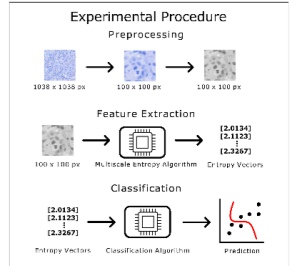 Experimental Procedure
Preprocessing
1038 x 1036 px
100 x 100 px
100 x 100 px
Feature Extraction
[2.0134]
[2.1123]
⋮
[2.3267]
100 x 100 px
Multiscale Entropy Algorithm
Entropy Vectors
Classification
[2.0134]
[2.1123]
⋮
[2.3267]
Entropy Vectors
Classification Algorithm
Prediction